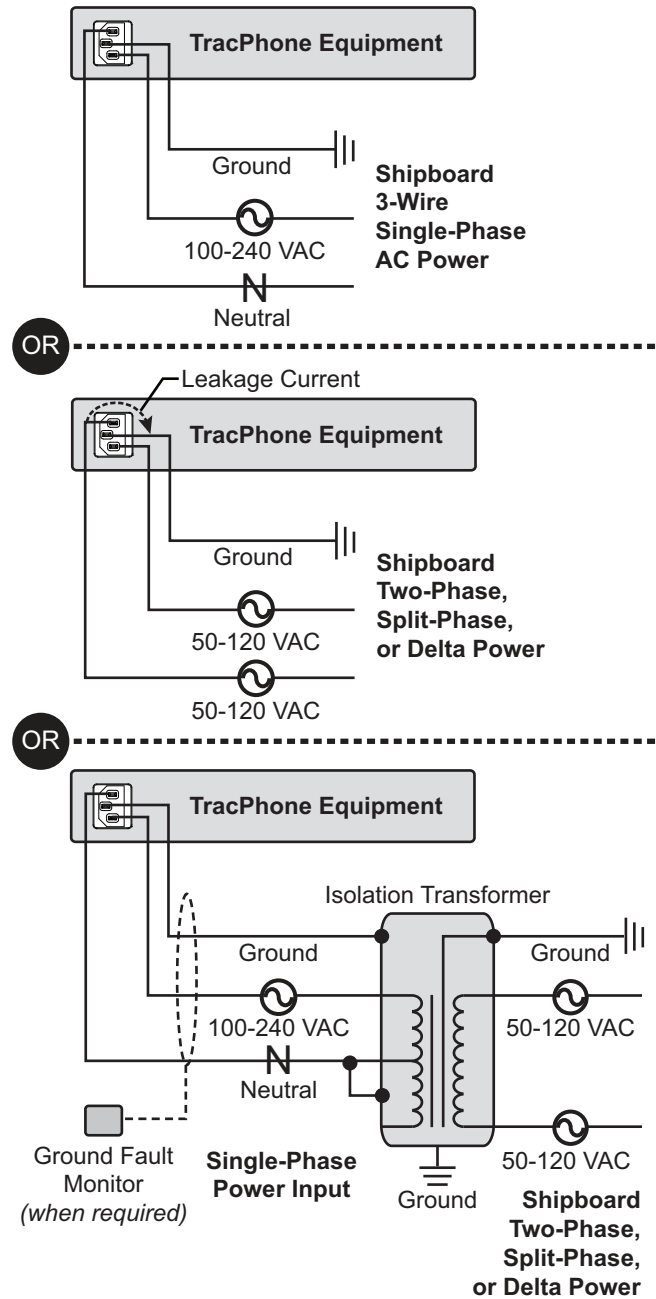 TracPhone Equipment
Ground
Shipboard
3-Wire
Single-Phase
AC Power
100-240 VAC
N
Neutral
OR
Leakage Current
TracPhone Equipment
Ground
Shipboard
Two-Phase,
Split-Phase,
or Delta Power
50-120 VAC
50-120 VAC
OR
TracPhone Equipment
Isolation Transformer
Ground
Ground
100-240 VAC
50-120 VAC
N
Neutral
Ground Fault
Monitor
(when required)
Single-Phase
Power Input
Ground
50-120 VAC
Shipboard
Two-Phase,
Split-Phase,
or Delta Power